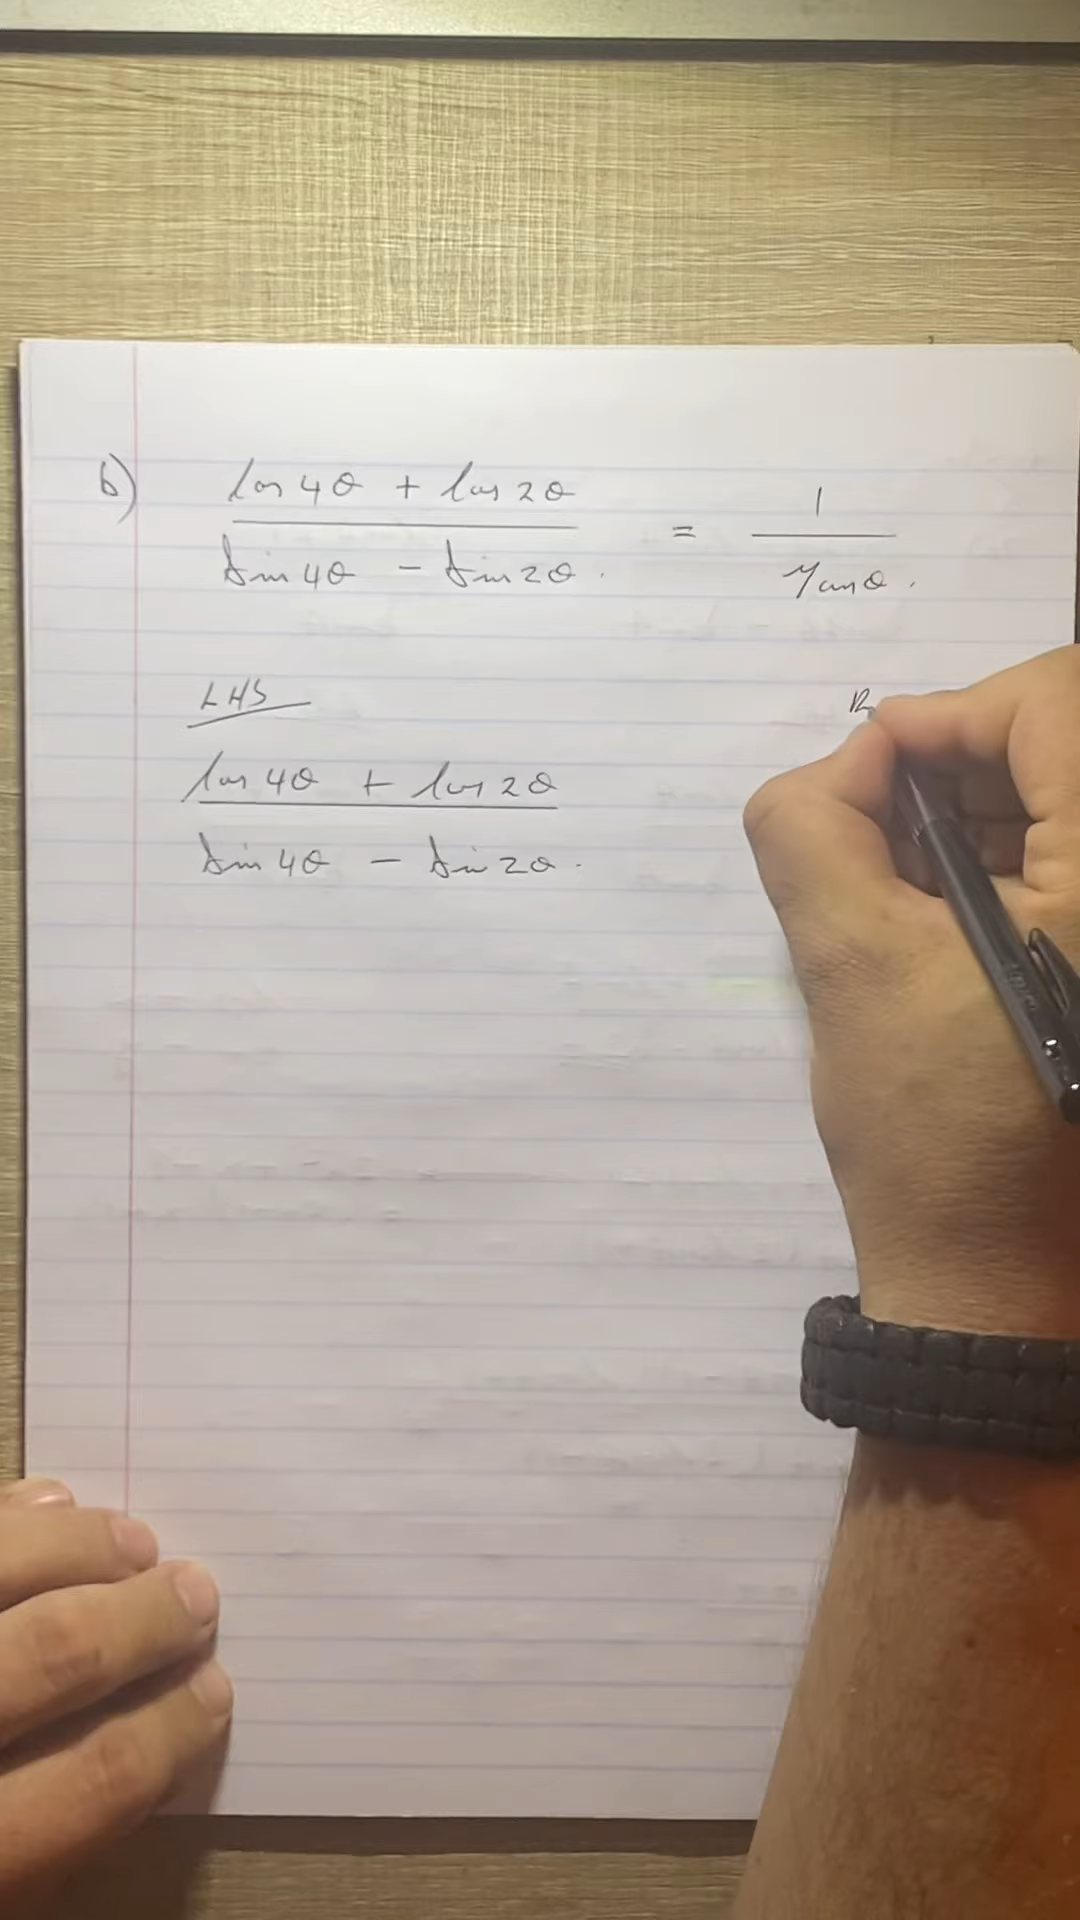 b) cos 4θ + cos 2θ / sin 4θ - sin 2θ . = 1 / Tan θ .
LHS
R
cos 4θ + cos 2θ
sin 4θ - sin 2θ .